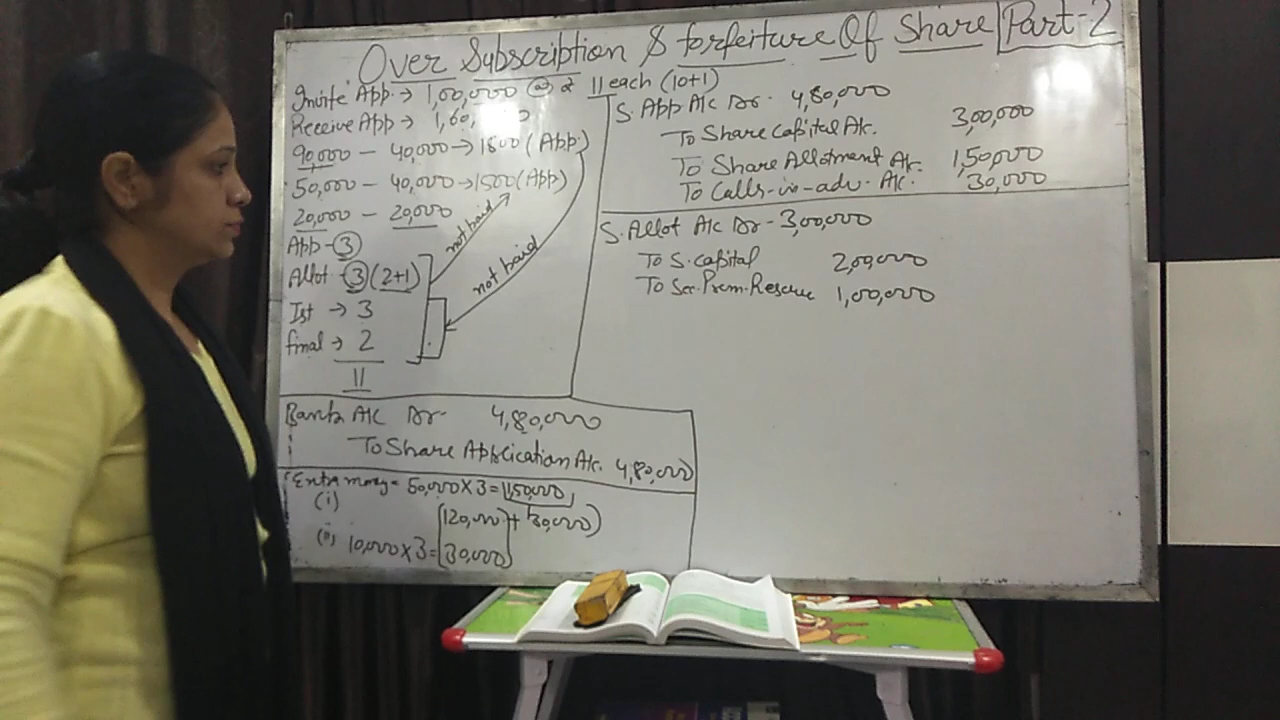 Over Subscription & forfeiture Of Share Part-2
Invite App. → 1,00,000 @ ₹ 11 each (10+1)
Receive App → 1,60,
90,000 - 40,000 → 1800 (App.)
50,000 - 40,000 → 1500 (App)
20,000 - 20,000
App - 3
Allot - 3 (2+1)
Ist → 3
final → 2
11
not paid
not paid
S. App A/c Dr. 4,80,000
To Share Capital A/c. 3,00,000
To Share Allotment A/c. 1,50,000
To Calls-in-adv. A/c. 30,000
S. Allot A/c Dr - 3,00,000
To S. capital 2,00,000
To Sec. Prem. Reserve 1,00,000
Bank A/c Dr- 4,80,000
To Share Application A/c. 4,80,000
Extra money = 50,000 X 3 = 1,50,000
(i) [120,000 + 30,000)
(ii) 10,000 X 3 = 30,000]